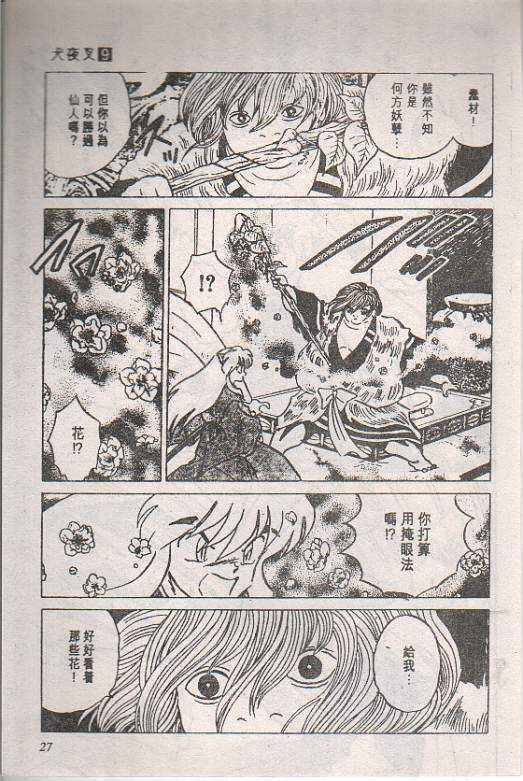 犬夜叉 9
蠢材!
雖然不知
你是
何方妖孽…
但你以為
可以勝過
仙人嗎?
!?
花!?
你打算
用掩眼法
嗎!?
給我…
好好看看
那些花!
27